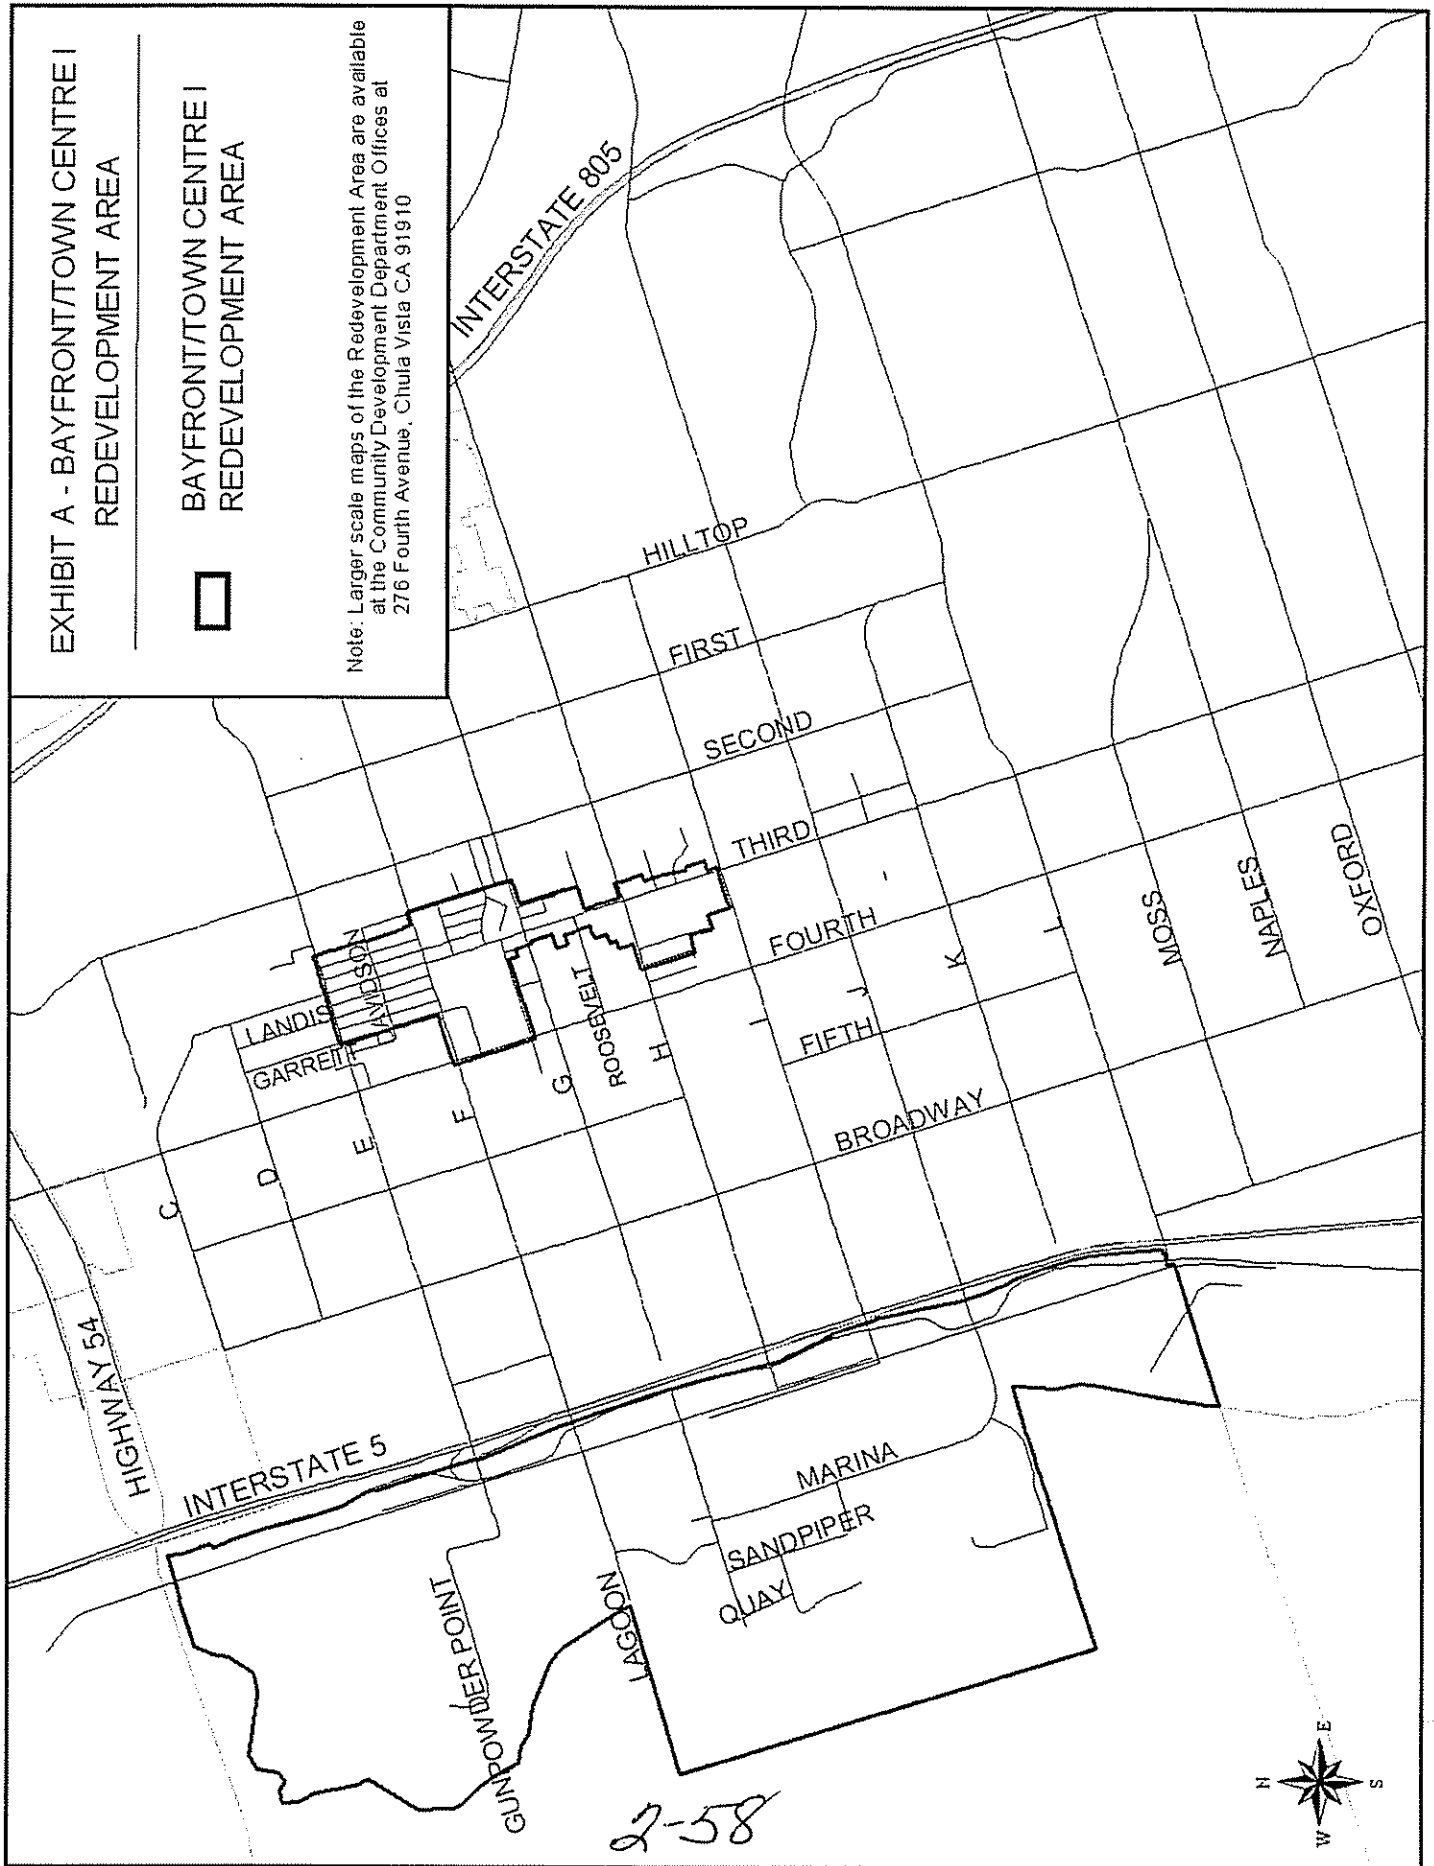 EXHIBIT A - BAYFRONT/TOWN CENTRE I
REDEVELOPMENT AREA
BAYFRONT/TOWN CENTRE I
REDEVELOPMENT AREA
Note: Larger scale maps of the Redevelopment Area are available
at the Community Development Department Offices at
276 Fourth Avenue, Chula Vista CA 91910
INTERSTATE 805
HILLTOP
FIRST
SECOND
THIRD
FOURTH
FIFTH
BROADWAY
LANDIS
DAVIDSON
GARRETT
C
D
E
F
G
ROOSEVELT
H
I
J
K
L
MOSS
NAPLES
OXFORD
HIGHWAY 54
INTERSTATE 5
MARINA
SANDPIPER
QUAY
LAGOON
GUNPOWDER POINT
2-58
N
W
E
S